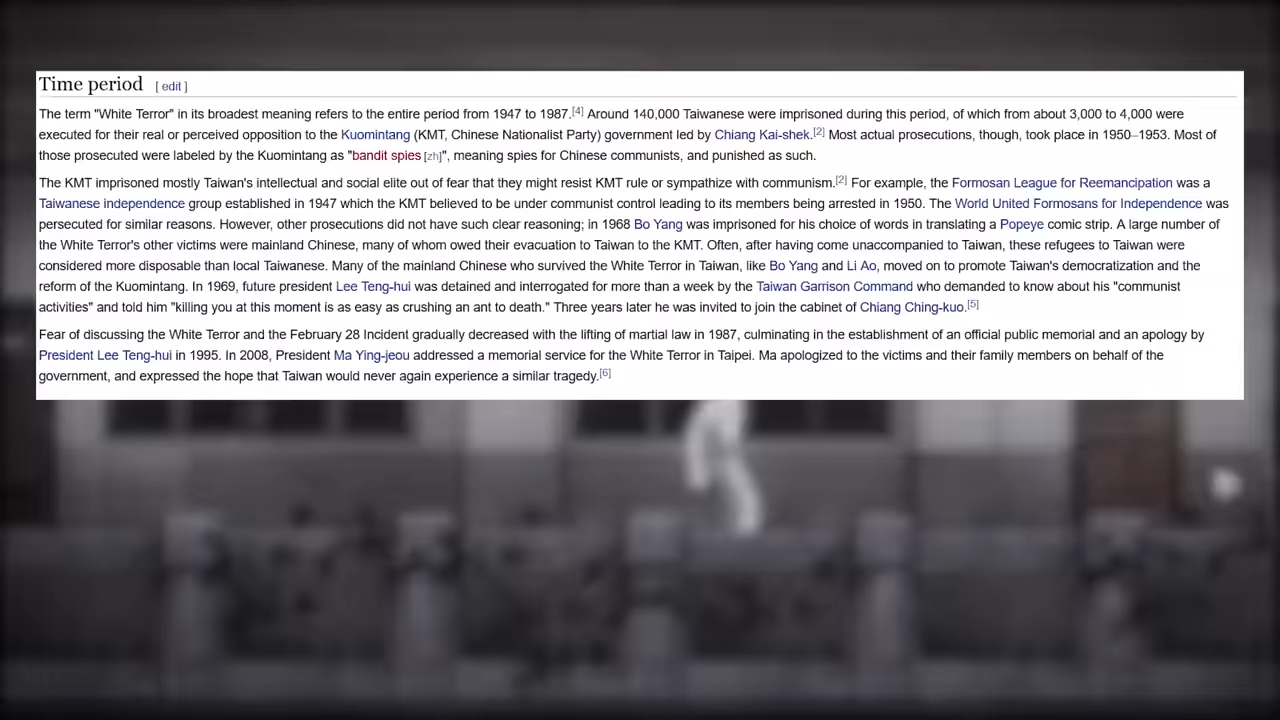 Time period [ edit ]
The term "White Terror" in its broadest meaning refers to the entire period from 1947 to 1987.[4] Around 140,000 Taiwanese were imprisoned during this period, of which from about 3,000 to 4,000 were
executed for their real or perceived opposition to the Kuomintang (KMT, Chinese Nationalist Party) government led by Chiang Kai-shek.[2] Most actual prosecutions, though, took place in 1950–1953. Most of
those prosecuted were labeled by the Kuomintang as "bandit spies [zh]", meaning spies for Chinese communists, and punished as such.
The KMT imprisoned mostly Taiwan's intellectual and social elite out of fear that they might resist KMT rule or sympathize with communism.[2] For example, the Formosan League for Reemancipation was a
Taiwanese independence group established in 1947 which the KMT believed to be under communist control leading to its members being arrested in 1950. The World United Formosans for Independence was
persecuted for similar reasons. However, other prosecutions did not have such clear reasoning; in 1968 Bo Yang was imprisoned for his choice of words in translating a Popeye comic strip. A large number of
the White Terror's other victims were mainland Chinese, many of whom owed their evacuation to Taiwan to the KMT. Often, after having come unaccompanied to Taiwan, these refugees to Taiwan were
considered more disposable than local Taiwanese. Many of the mainland Chinese who survived the White Terror in Taiwan, like Bo Yang and Li Ao, moved on to promote Taiwan's democratization and the
reform of the Kuomintang. In 1969, future president Lee Teng-hui was detained and interrogated for more than a week by the Taiwan Garrison Command who demanded to know about his "communist
activities" and told him "killing you at this moment is as easy as crushing an ant to death." Three years later he was invited to join the cabinet of Chiang Ching-kuo.[5]
Fear of discussing the White Terror and the February 28 Incident gradually decreased with the lifting of martial law in 1987, culminating in the establishment of an official public memorial and an apology by
President Lee Teng-hui in 1995. In 2008, President Ma Ying-jeou addressed a memorial service for the White Terror in Taipei. Ma apologized to the victims and their family members on behalf of the
government, and expressed the hope that Taiwan would never again experience a similar tragedy.[6]